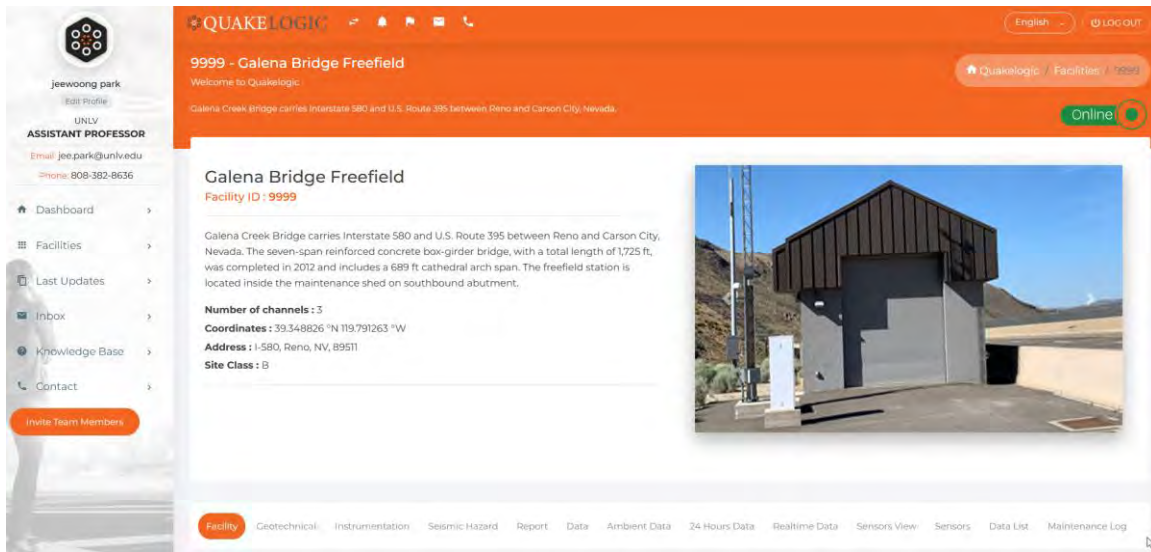 jeewoong park
Edit Profile
UNLV
ASSISTANT PROFESSOR
Email: jee.park@unlv.edu
Phone: 808-382-8636
Dashboard
Facilities
Last Updates
Inbox
Knowledge Base
Contact
Invite Team Members
QUAKELOGIC
English
LOG OUT
9999 - Galena Bridge Freefield
Welcome to Quakelogic
Quakelogic / Facilities / 9999
Galena Creek Bridge carries Interstate 580 and U.S. Route 395 between Reno and Carson City, Nevada.
Online
Galena Bridge Freefield
Facility ID : 9999
Galena Creek Bridge carries Interstate 580 and U.S. Route 395 between Reno and Carson City,
Nevada. The seven-span reinforced concrete box-girder bridge, with a total length of 1,725 ft,
was completed in 2012 and includes a 689 ft cathedral arch span. The freefield station is
located inside the maintenance shed on southbound abutment.
Number of channels : 3
Coordinates : 39.348826 °N 119.791263 °W
Address : I-580, Reno, NV, 89511
Site Class : B
Facility Geotechnical Instrumentation Seismic Hazard Report Data Ambient Data 24 Hours Data Realtime Data Sensors View Sensors Data List Maintenance Log